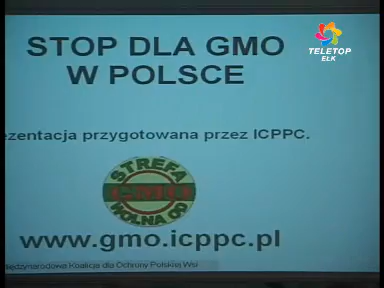 STOP DLA GMO
W POLSCE
TELETOP
EŁK
ezentacja przygotowana przez ICPPC.
STREFA
GMO
WOLNA OD
www.gmo.icppc.pl
Międzynarodowa Koalicja dla Ochrony Polskiej Wsi